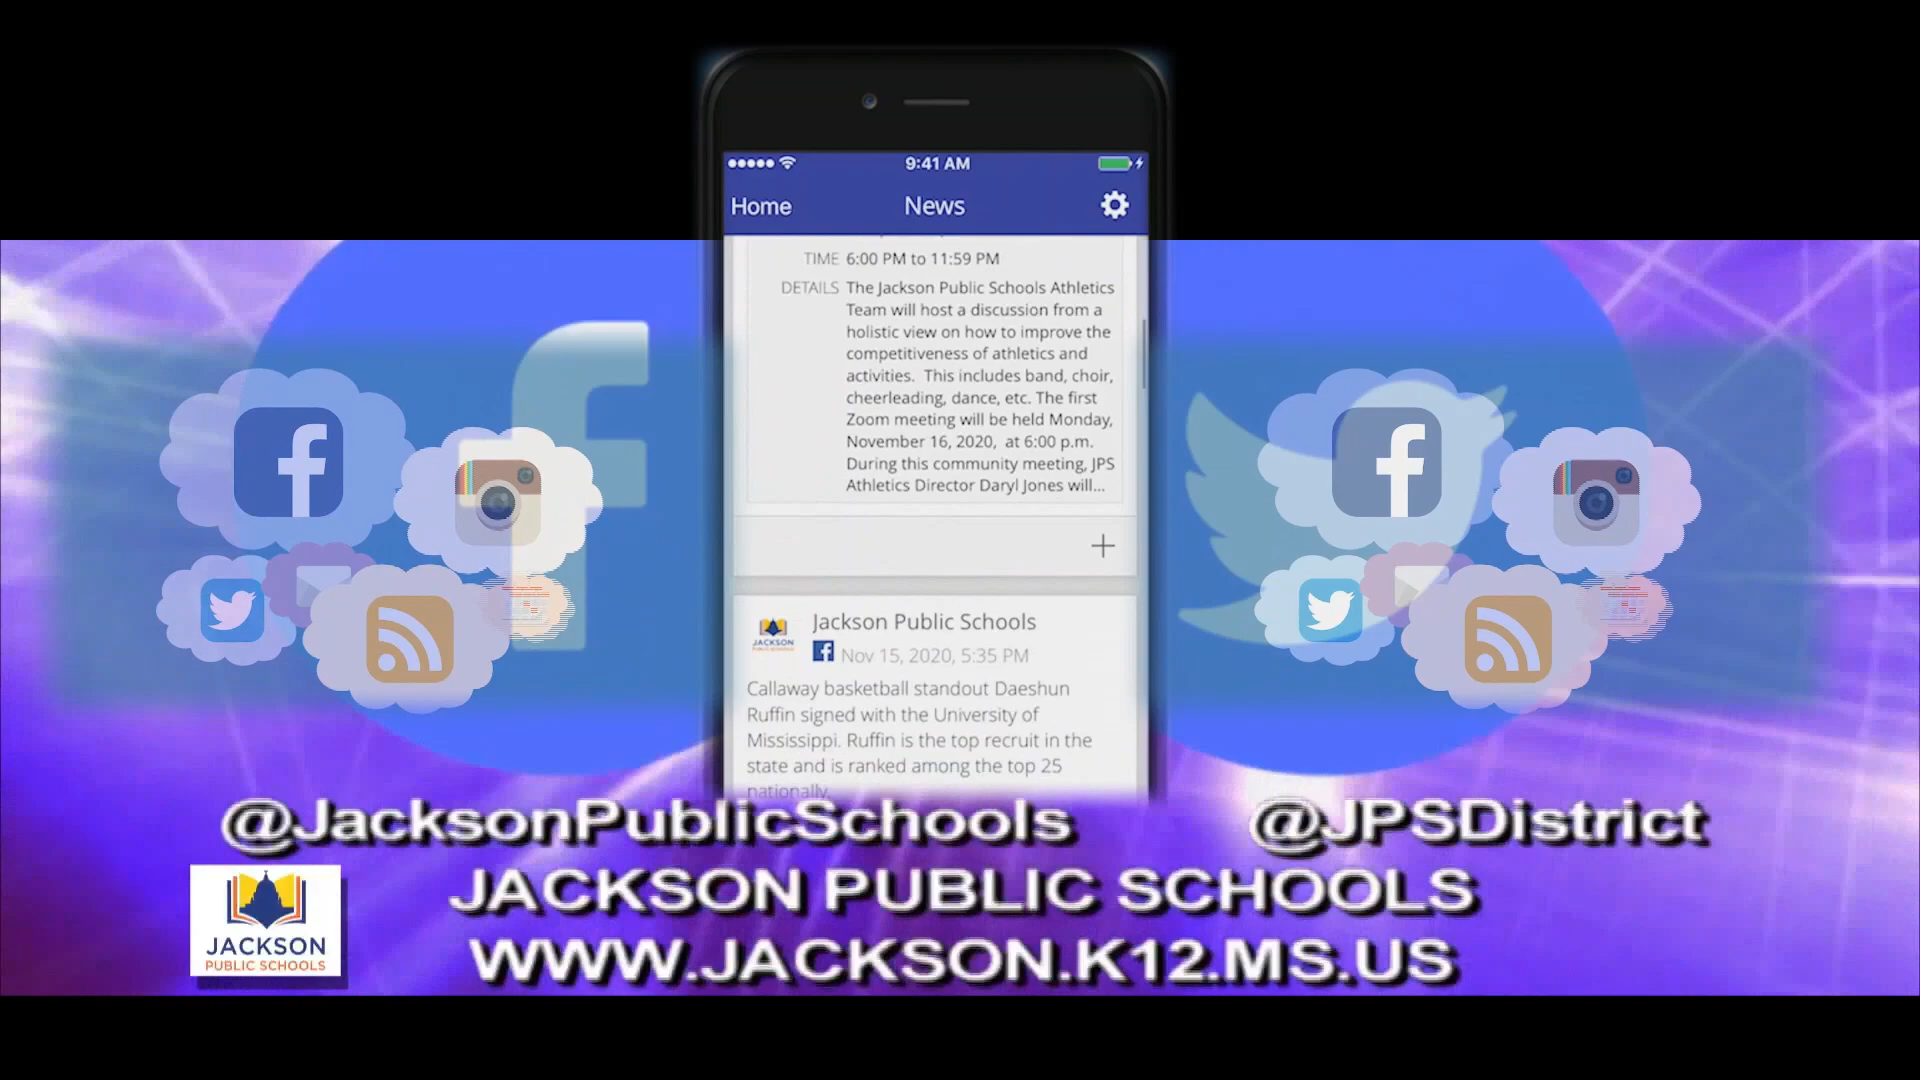 9:41 AM
Home News
TIME 6:00 PM to 11:59 PM
DETAILS The Jackson Public Schools Athletics
Team will host a discussion from a
holistic view on how to improve the
competitiveness of athletics and
activities. This includes band, choir,
cheerleading, dance, etc. The first
Zoom meeting will be held Monday,
November 16, 2020, at 6:00 p.m.
During this community meeting, JPS
Athletics Director Daryl Jones will...
Jackson Public Schools
Nov 15, 2020, 5:35 PM
JACKSON
PUBLIC SCHOOLS
Callaway basketball standout Daeshun
Ruffin signed with the University of
Mississippi. Ruffin is the top recruit in the
state and is ranked among the top 25
nationally.
@JacksonPublicSchools @JPSDistrict
JACKSON PUBLIC SCHOOLS
WWW.JACKSON.K12.MS.US
JACKSON
PUBLIC SCHOOLS